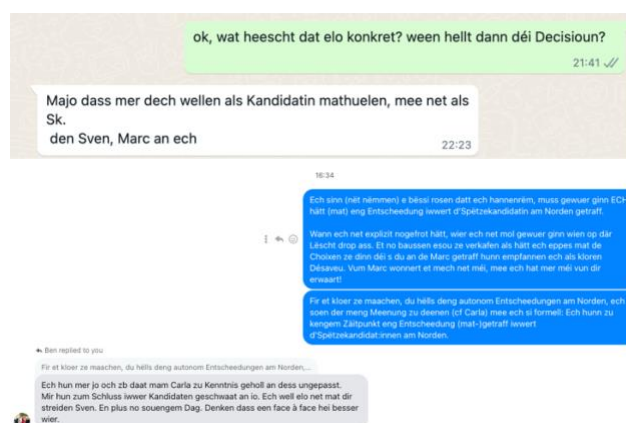 ok, wat heescht dat elo konkret? ween hellt dann déi Decisioun?
21:41
Majo dass mer dech wellen als Kandidatin mathuelen, mee net als
Sk.
den Sven, Marc an ech
22:23
16:34
Ech sinn (nët nëmmen) e bëssi rosen datt ech hannenrëm, muss gewuer ginn ECH
hätt (mat) eng Entscheedung iwwert d'Spëtzekandidatin am Norden getraff.
Wann ech net explizit nogefrot hätt, wier ech net mol gewuer ginn wien op där
Lëscht drop ass. Et no baussen esou ze verkafen als hätt ech eppes mat de
Choixen ze dinn déi s du an de Marc getraff hunn empfannen ech als kloren
Désaveu. Vum Marc wonnert et mech net méi, mee ech hat mer méi vun dir
erwaart!
Fir et kloer ze maachen, du hëlls deng autonom Entscheedungen am Norden, ech
soen der meng Meenung zu deenen (cf Carla) mee ech si formell: Ech hunn zu
kengem Zäitpunkt eng Entscheedung (mat-)getraff iwwert
d'Spëtzekandidat:innen am Norden.
Ben replied to you
Fir et kloer ze maachen, du hëlls deng autonom Entscheedungen am Norden,...
Ech hun mer jo och zb daat mam Carla zu Kenntnis geholl an dess ungepasst.
Mir hun zum Schluss iwwer Kandidaten geschwaat an io. Ech well elo net mat dir
streiden Sven. En plus no souengem Dag. Denken dass een face à face hei besser
wier.